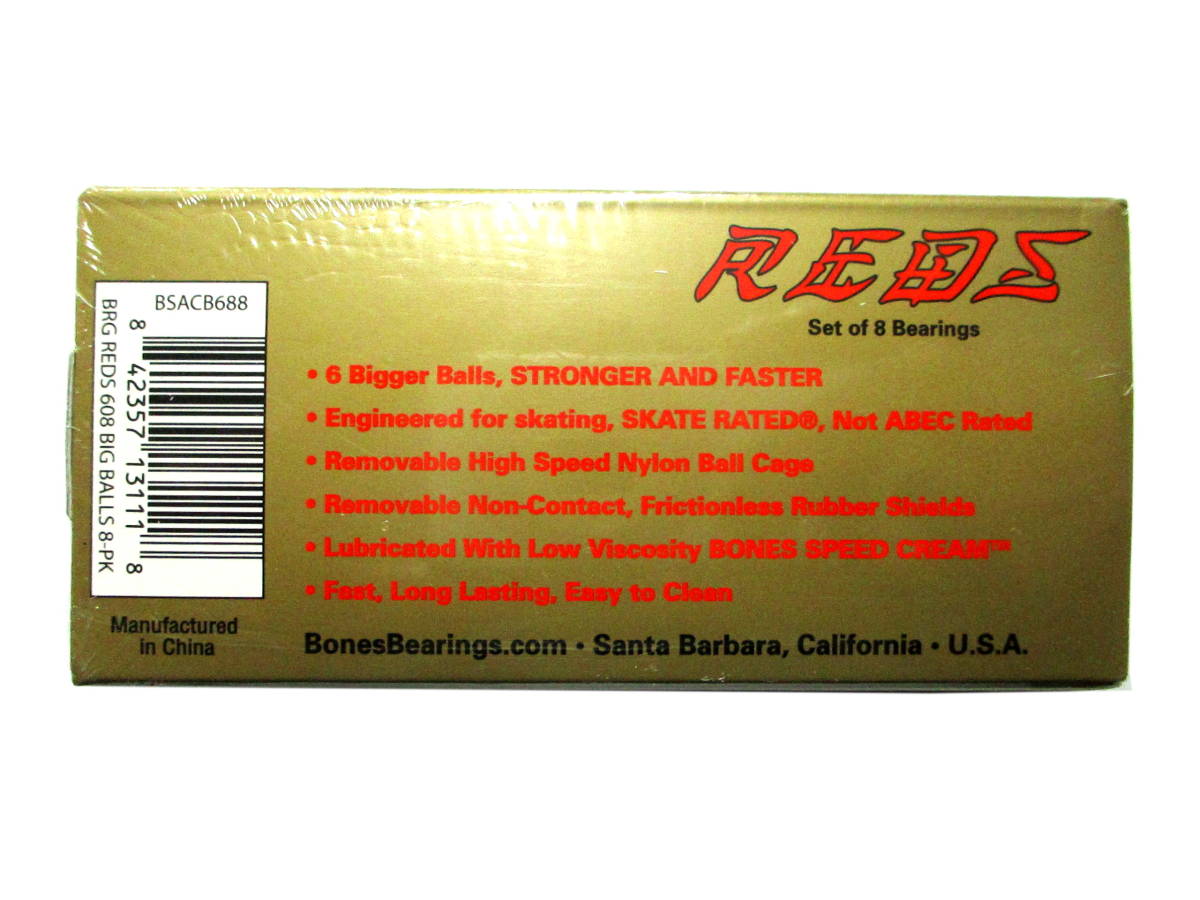 REDS
Set of 8 Bearings
• 6 Bigger Balls, STRONGER AND FASTER
• Engineered for skating, SKATE RATED®, Not ABEC Rated
• Removable High Speed Nylon Ball Cage
• Removable Non-Contact, Frictionless Rubber Shields
• Lubricated With Low Viscosity BONES SPEED CREAM™
• Fast, Long Lasting, Easy to Clean
BonesBearings.com • Santa Barbara, California • U.S.A.
BSACB688
8 42357 13111 8
BRG REDS 608 BIG BALLS 8-PK
Manufactured
in China